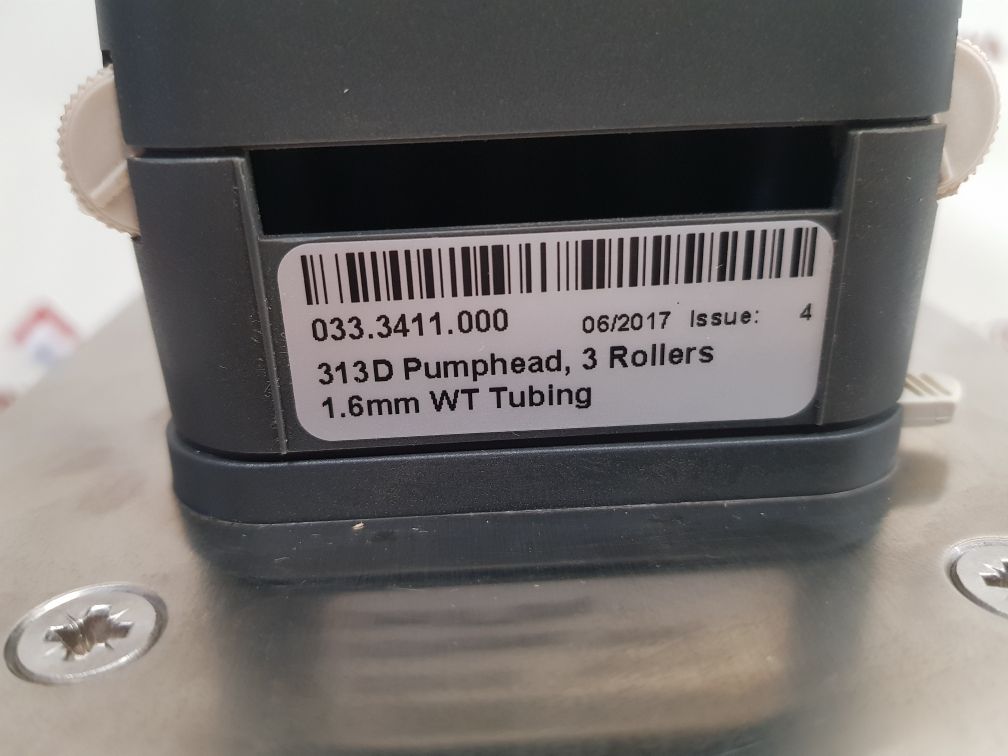 033.3411.000 06/2017 Issue: 4
313D Pumphead, 3 Rollers
1.6mm WT Tubing